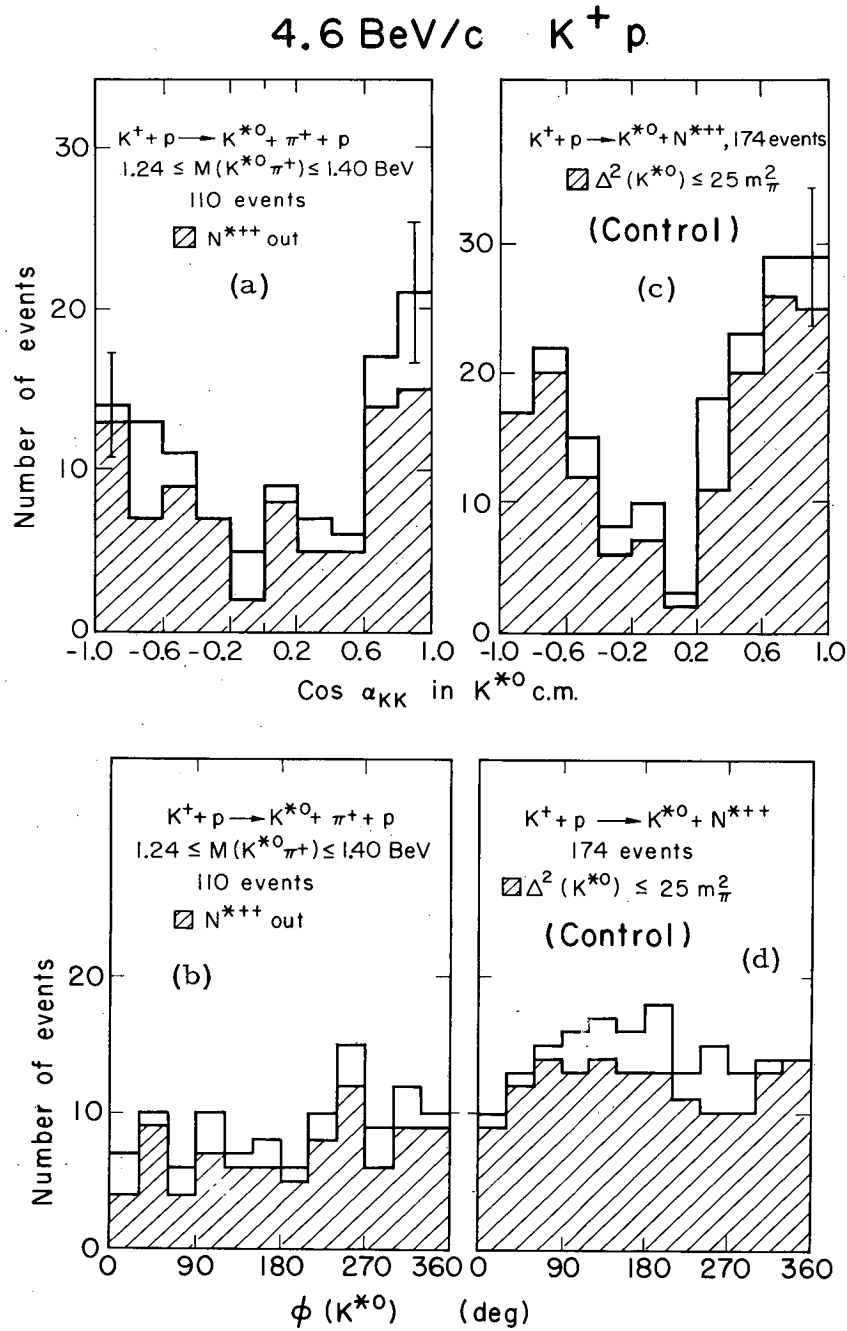 4.6 BeV/c K⁺ p
K⁺ + p → K*⁰ + π⁺ + p
1.24 ≤ M (K*⁰ π⁺) ≤ 1.40 BeV
110 events
N*⁺⁺ out
(a)
30
20
10
0
Number of events
-1.0 -0.6 -0.2 0.2 0.6 1.0
K⁺ + p → K*⁰ + N*⁺⁺, 174 events
Δ² (K*⁰) ≤ 25 m²π
(Control)
(c)
30
20
10
0
-1.0 -0.6 -0.2 0.2 0.6 1.0
Cos αKK in K*⁰ c.m.
K⁺ + p → K*⁰ + π⁺ + p
1.24 ≤ M (K*⁰ π⁺) ≤ 1.40 BeV
110 events
N*⁺⁺ out
(b)
20
10
0
Number of events
0 90 180 270 360
K⁺ + p → K*⁰ + N*⁺⁺
174 events
Δ² (K*⁰) ≤ 25 m²π
(Control)
(d)
0 90 180 270 360
φ (K*⁰) (deg)